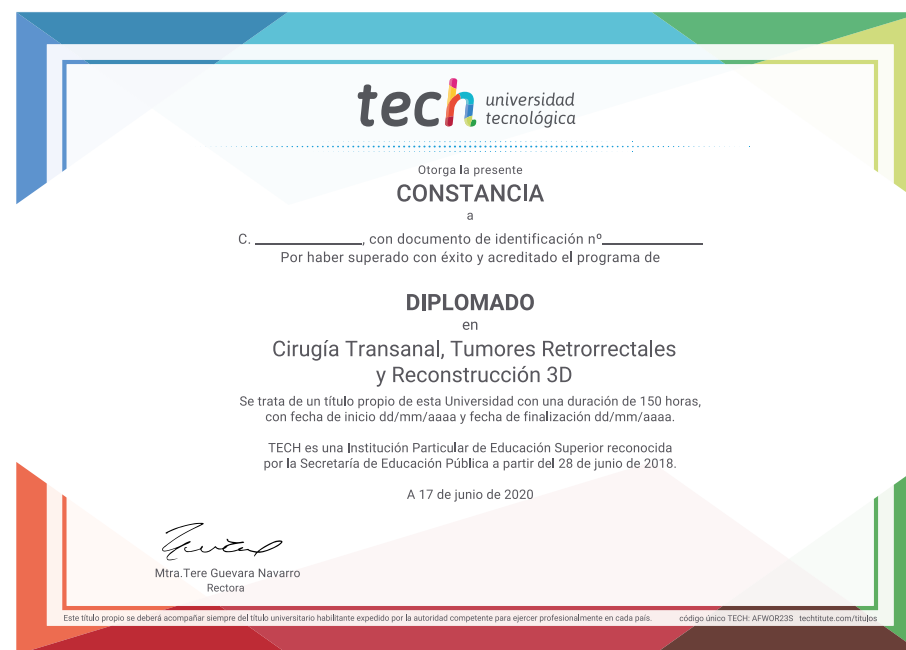 tech universidad
tecnológica
Otorga la presente
CONSTANCIA
a
C. ____________, con documento de identificación nº____________
Por haber superado con éxito y acreditado el programa de
DIPLOMADO
en
Cirugía Transanal, Tumores Retrorrectales
y Reconstrucción 3D
Se trata de un título propio de esta Universidad con una duración de 150 horas,
con fecha de inicio dd/mm/aaaa y fecha de finalización dd/mm/aaaa.
TECH es una Institución Particular de Educación Superior reconocida
por la Secretaría de Educación Pública a partir del 28 de junio de 2018.
A 17 de junio de 2020
Mtra.Tere Guevara Navarro
Rectora
Este título propio se deberá acompañar siempre del título universitario habilitante expedido por la autoridad competente para ejercer profesionalmente en cada país. código único TECH: AFWOR23S techtitute.com/titulos